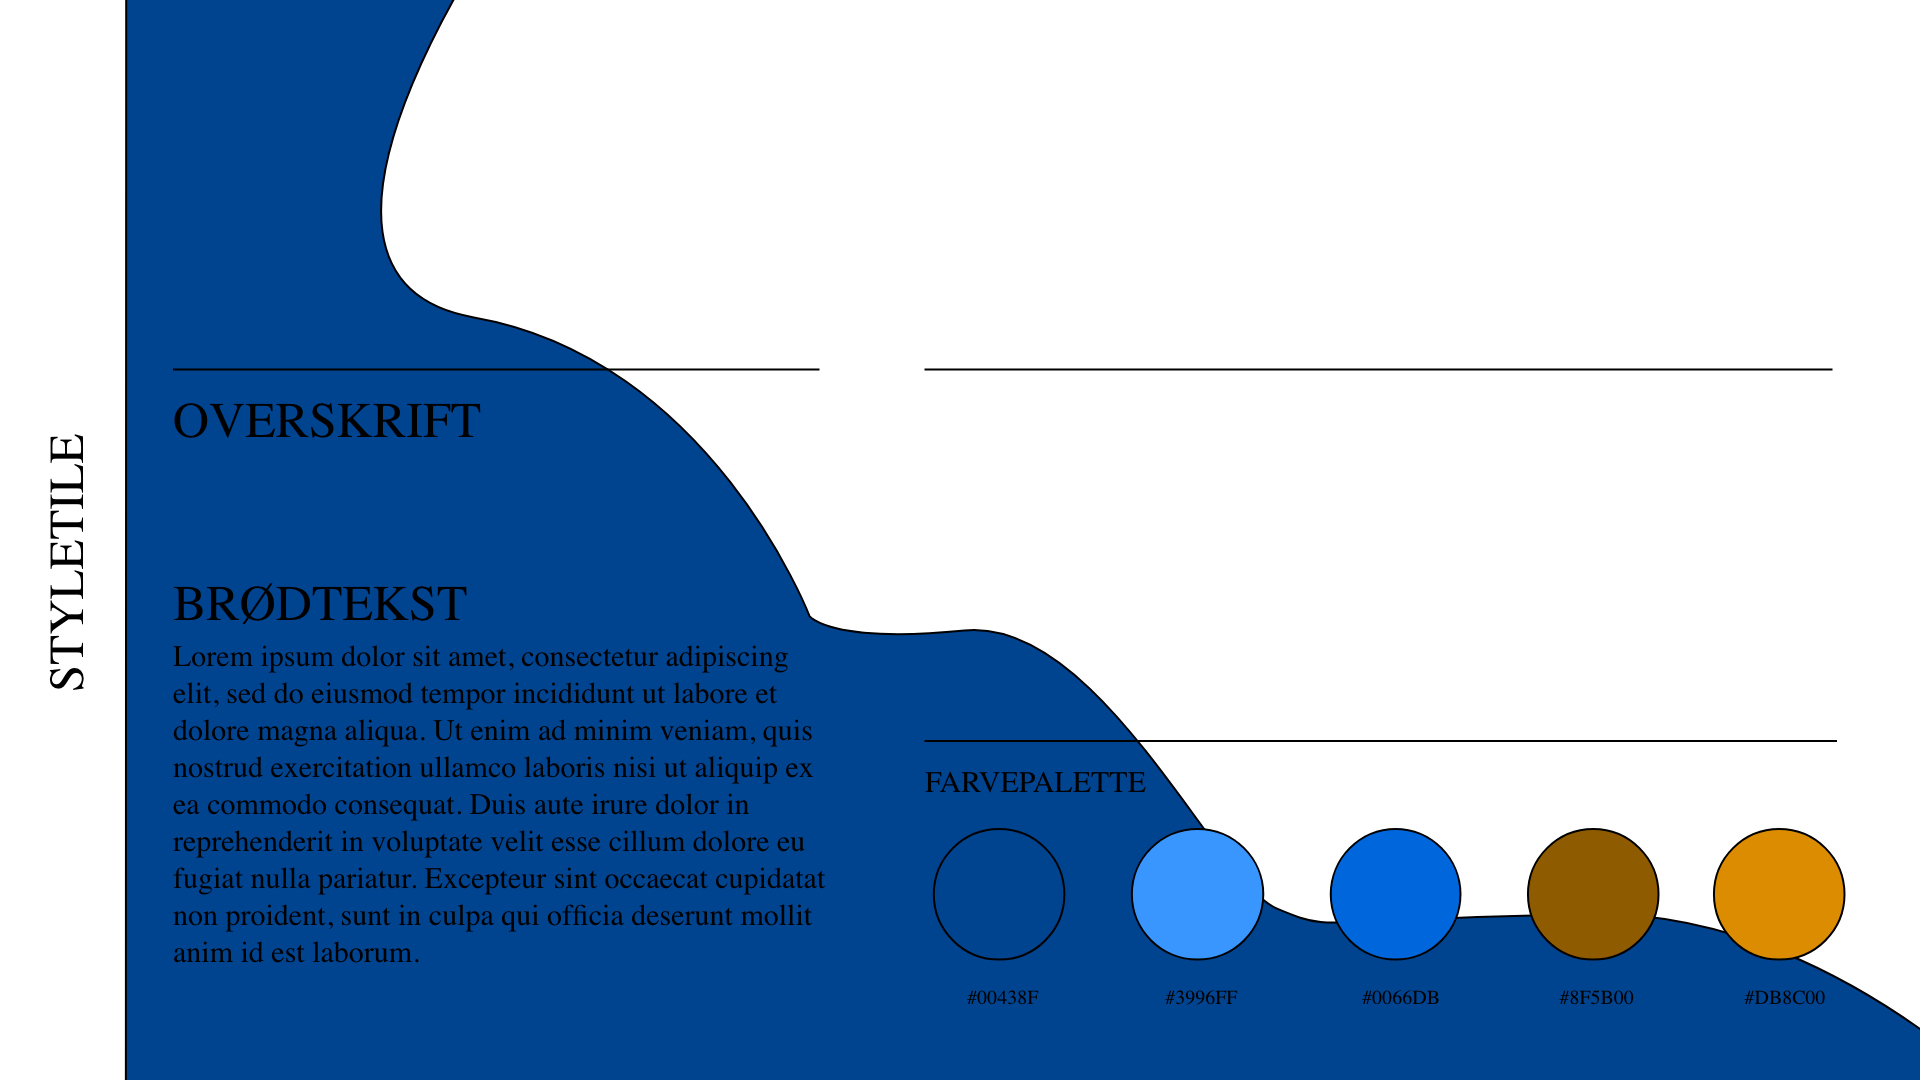 STYLETILE
OVERSKRIFT
BRØDTEKST
Lorem ipsum dolor sit amet, consectetur adipiscing
elit, sed do eiusmod tempor incididunt ut labore et
dolore magna aliqua. Ut enim ad minim veniam, quis
nostrud exercitation ullamco laboris nisi ut aliquip ex
ea commodo consequat. Duis aute irure dolor in
reprehenderit in voluptate velit esse cillum dolore eu
fugiat nulla pariatur. Excepteur sint occaecat cupidatat
non proident, sunt in culpa qui officia deserunt mollit
anim id est laborum.
FARVEPALETTE
#00438F #3996FF #0066DB #8F5B00 #DB8C00